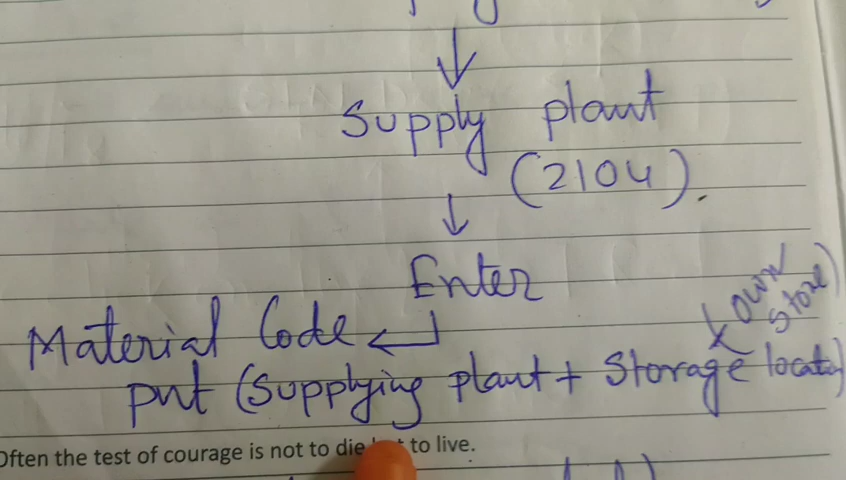 Supply plant
(2104).
Enter
Material Code
(own
store)
put (Supplying plant + Storage locatn)
Often the test of courage is not to die to live.